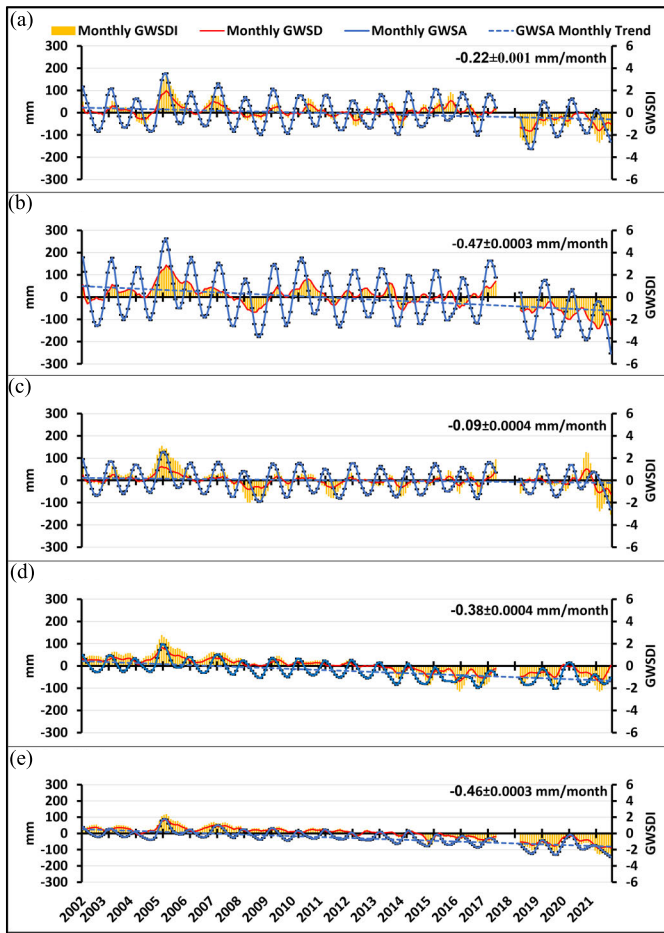 (a)
Monthly GWSDI Monthly GWSD Monthly GWSA GWSA Monthly Trend
300 6
-0.22±0.001 mm/month
200 4
100 2
mm 0 0 GWSDI
-100 -2
-200 -4
-300 -6
(b)
300 6
-0.47±0.0003 mm/month
200 4
100 2
mm 0 0 GWSDI
-100 -2
-200 -4
-300 -6
(c)
300 6
-0.09±0.0004 mm/month
200 4
100 2
mm 0 0 GWSDI
-100 -2
-200 -4
-300 -6
(d)
300 6
-0.38±0.0004 mm/month
200 4
100 2
mm 0 0 GWSDI
-100 -2
-200 -4
-300 -6
(e)
300 6
-0.46±0.0003 mm/month
200 4
100 2
mm 0 0 GWSDI
-100 -2
-200 -4
-300 -6
2002 2003 2004 2005 2006 2007 2008 2009 2010 2011 2012 2013 2014 2015 2016 2017 2018 2019 2020 2021